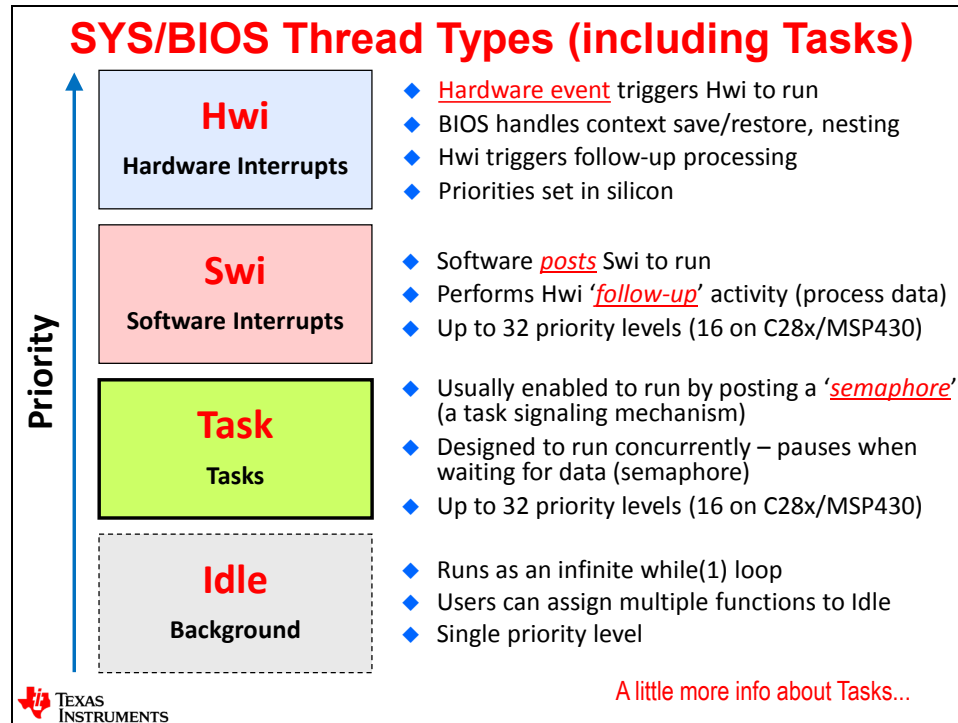 SYS/BIOS Thread Types (including Tasks)
Priority
Hwi
Hardware Interrupts
◆ Hardware event triggers Hwi to run
◆ BIOS handles context save/restore, nesting
◆ Hwi triggers follow-up processing
◆ Priorities set in silicon
Swi
Software Interrupts
◆ Software posts Swi to run
◆ Performs Hwi ‘follow-up’ activity (process data)
◆ Up to 32 priority levels (16 on C28x/MSP430)
Task
Tasks
◆ Usually enabled to run by posting a ‘semaphore’
(a task signaling mechanism)
◆ Designed to run concurrently – pauses when
waiting for data (semaphore)
◆ Up to 32 priority levels (16 on C28x/MSP430)
Idle
Background
◆ Runs as an infinite while(1) loop
◆ Users can assign multiple functions to Idle
◆ Single priority level
TEXAS
INSTRUMENTS
A little more info about Tasks...